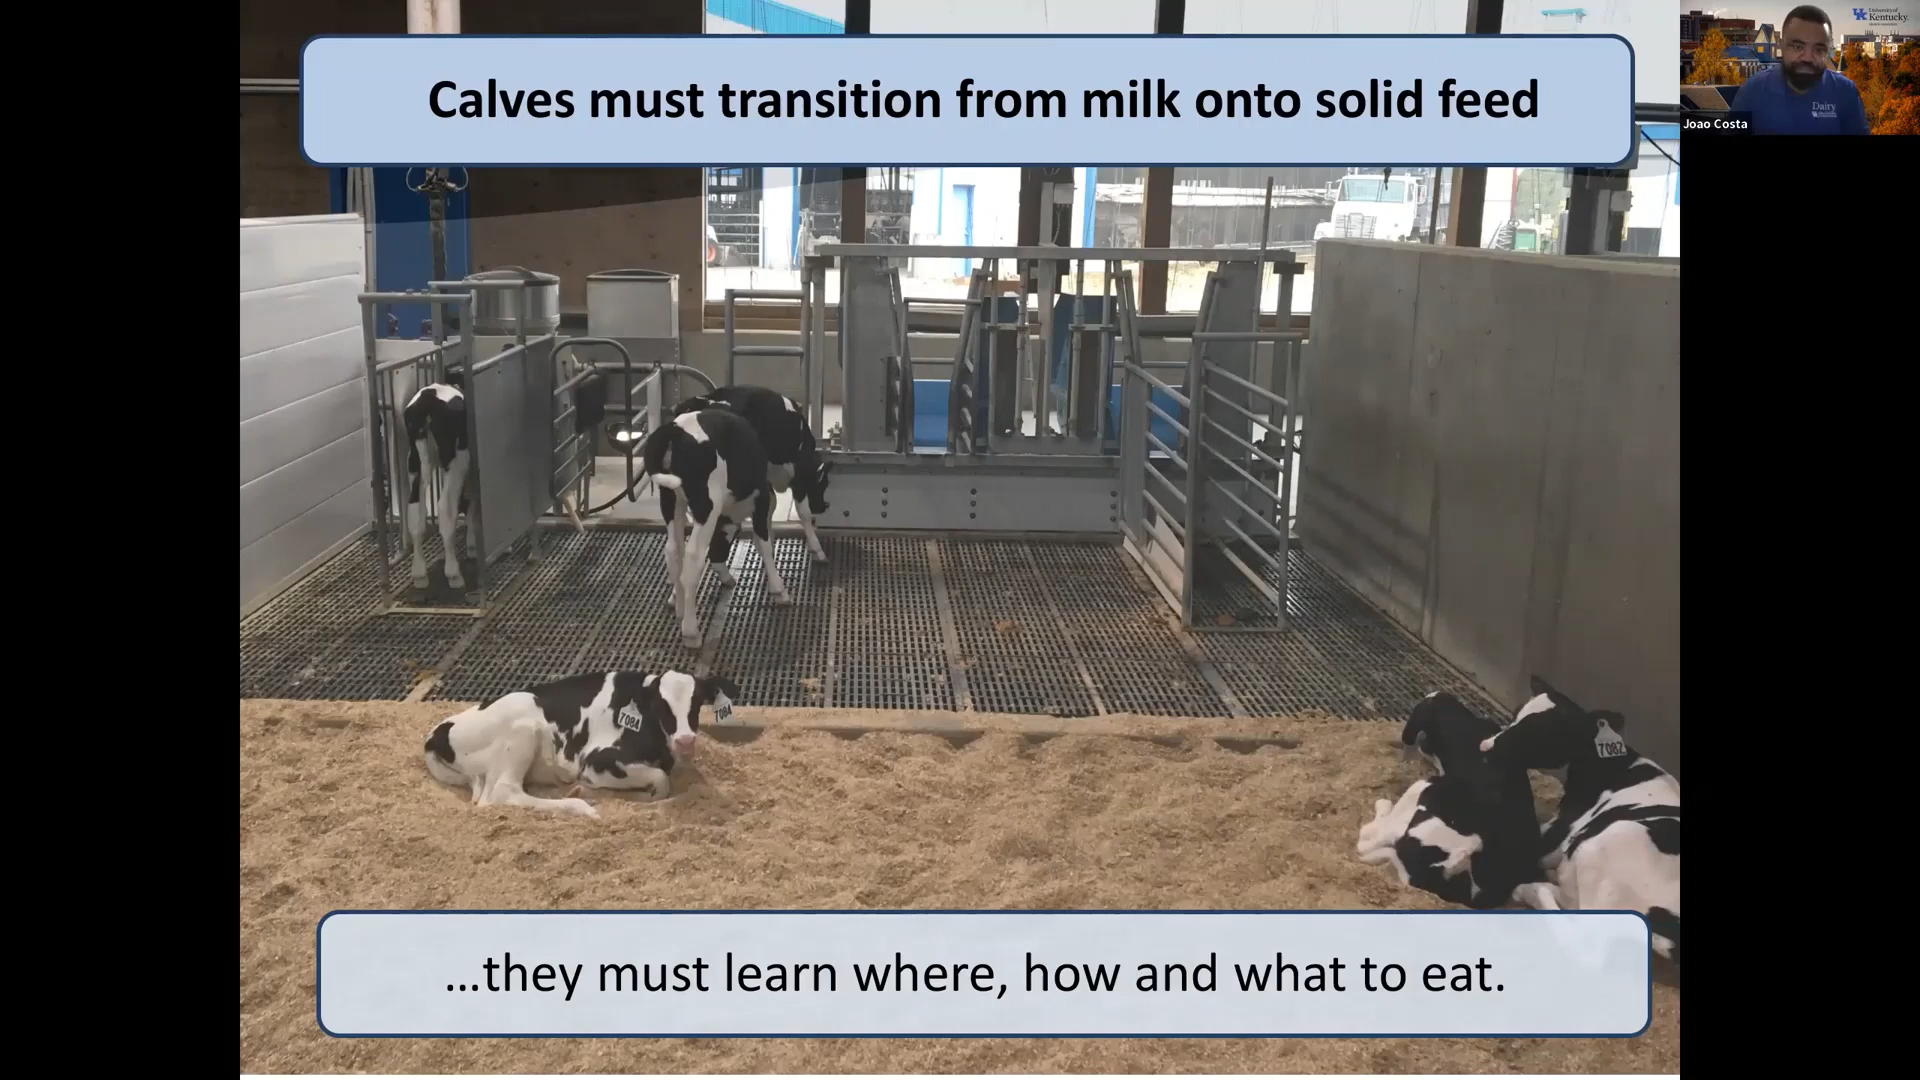 Calves must transition from milk onto solid feed
University of
Kentucky
Dairy
Joao Costa
7084
7084
7082
...they must learn where, how and what to eat.